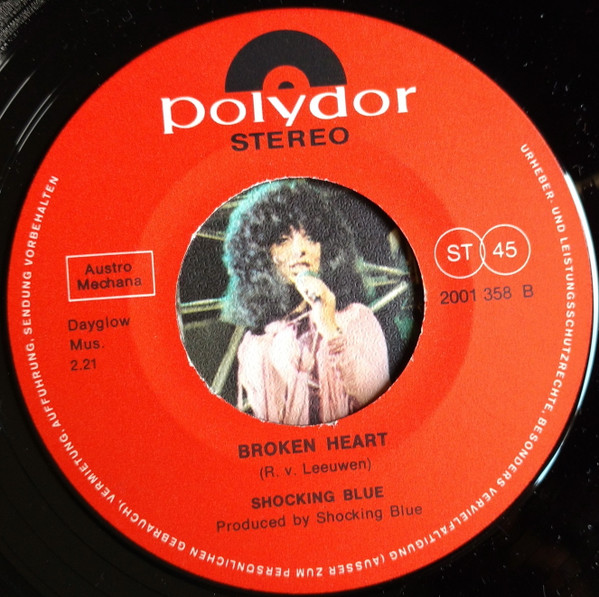 polydor
STEREO
Austro
Mechana
Dayglow
Mus.
2.21
ST 45
2001 358 B
BROKEN HEART
(R. v. Leeuwen)
SHOCKING BLUE
Produced by Shocking Blue
URHEBER- UND LEISTUNGSSCHUTZRECHTE, BESONDERS VERVIELFÄLTIGUNG (AUSSER ZUM PERSÖNLICHEN GEBRAUCH), VERMIETUNG, AUFFÜHRUNG, SENDUNG VORBEHALTEN